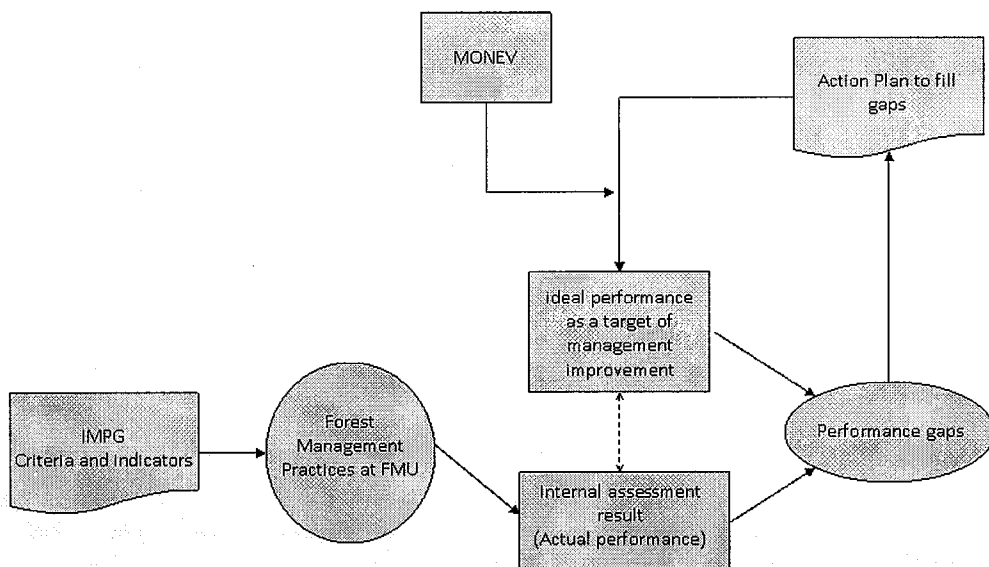 MONEV
Action Plan to fill
gaps
ideal performance
as a target of
management
improvement
IMPG
Criteria and indicators
Forest
Management
Practices at FMU
Performance gaps
Internal assessment
result
(Actual performance)